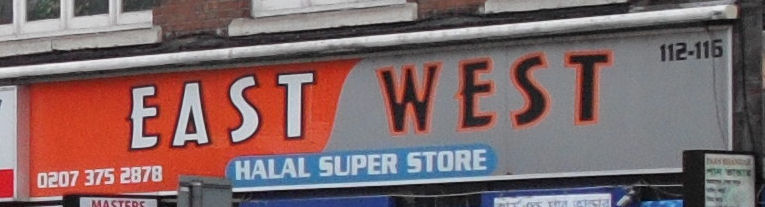 EAST WEST
112-116
0207 375 2878
HALAL SUPER STORE
MASTERS